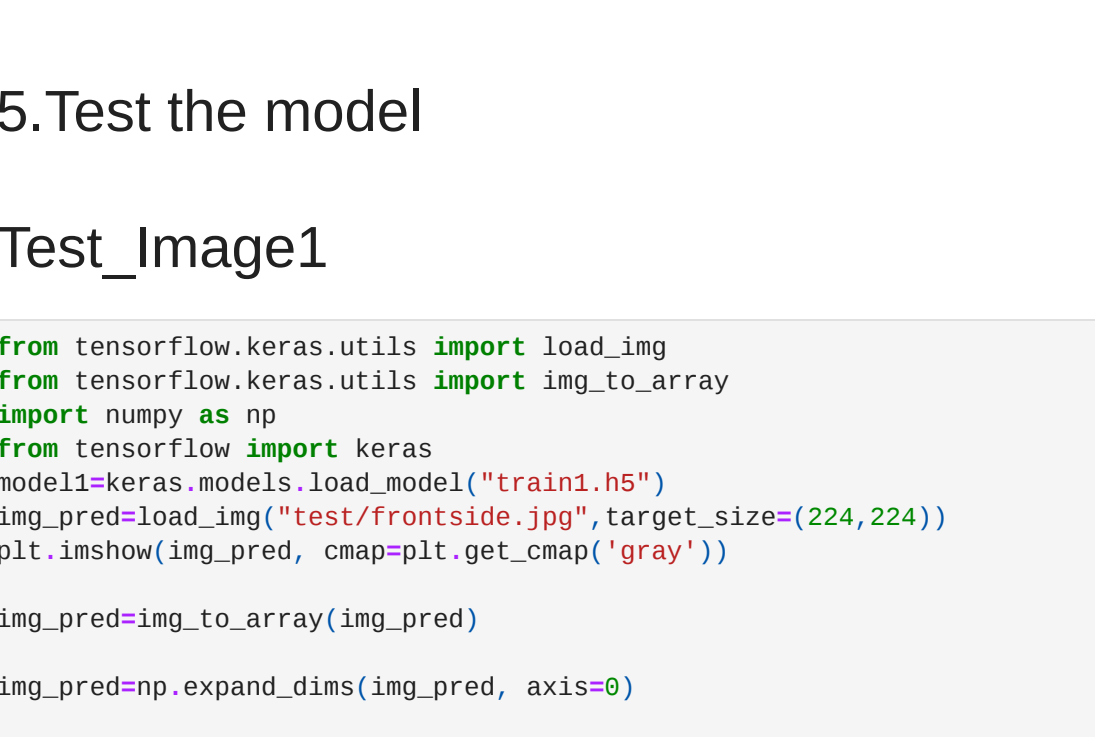 5.Test the model
Test_Image1
from tensorflow.keras.utils import load_img
from tensorflow.keras.utils import img_to_array
import numpy as np
from tensorflow import keras
model1=keras.models.load_model("train1.h5")
img_pred=load_img("test/frontside.jpg",target_size=(224,224))
plt.imshow(img_pred, cmap=plt.get_cmap('gray'))
img_pred=img_to_array(img_pred)
img_pred=np.expand_dims(img_pred, axis=0)